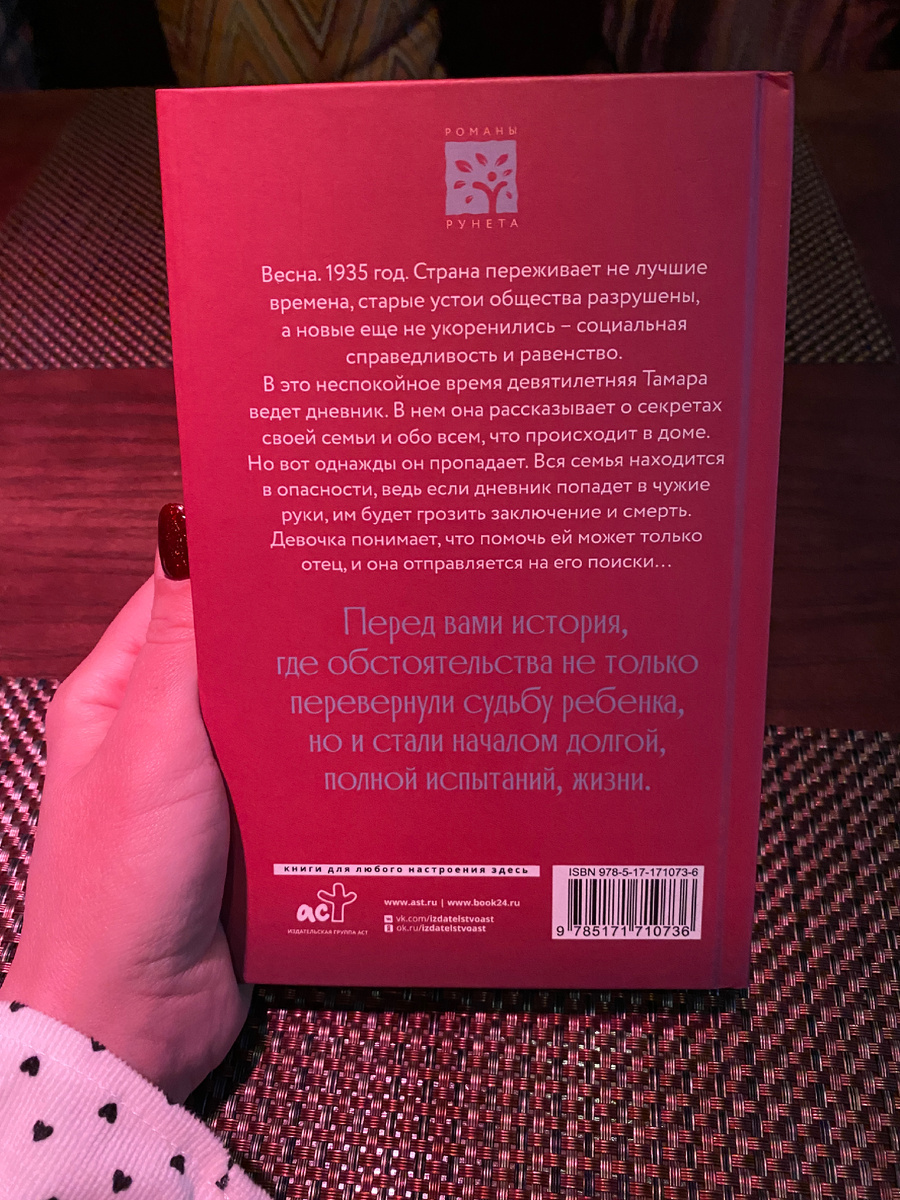 РОМАНЫ
РУНЕТА
Весна. 1935 год. Страна переживает не лучшие
времена, старые устои общества разрушены,
а новые еще не укоренились – социальная
справедливость и равенство.
В это неспокойное время девятилетняя Тамара
ведет дневник. В нем она рассказывает о секретах
своей семьи и обо всем, что происходит в доме.
Но вот однажды он пропадает. Вся семья находится
в опасности, ведь если дневник попадет в чужие
руки, им будет грозить заключение и смерть.
Девочка понимает, что помочь ей может только
отец, и она отправляется на его поиски...
Перед вами история,
где обстоятельства не только
перевернули судьбу ребенка,
но и стали началом долгой,
полной испытаний, жизни.
книги для любого настроения здесь
аст
ИЗДАТЕЛЬСКАЯ ГРУППА АСТ
www.ast.ru | www.book24.ru
vk.com/izdatelstvoast
ok.ru/izdatelstvoast
ISBN 978-5-17-171073-6
9 785171 710736